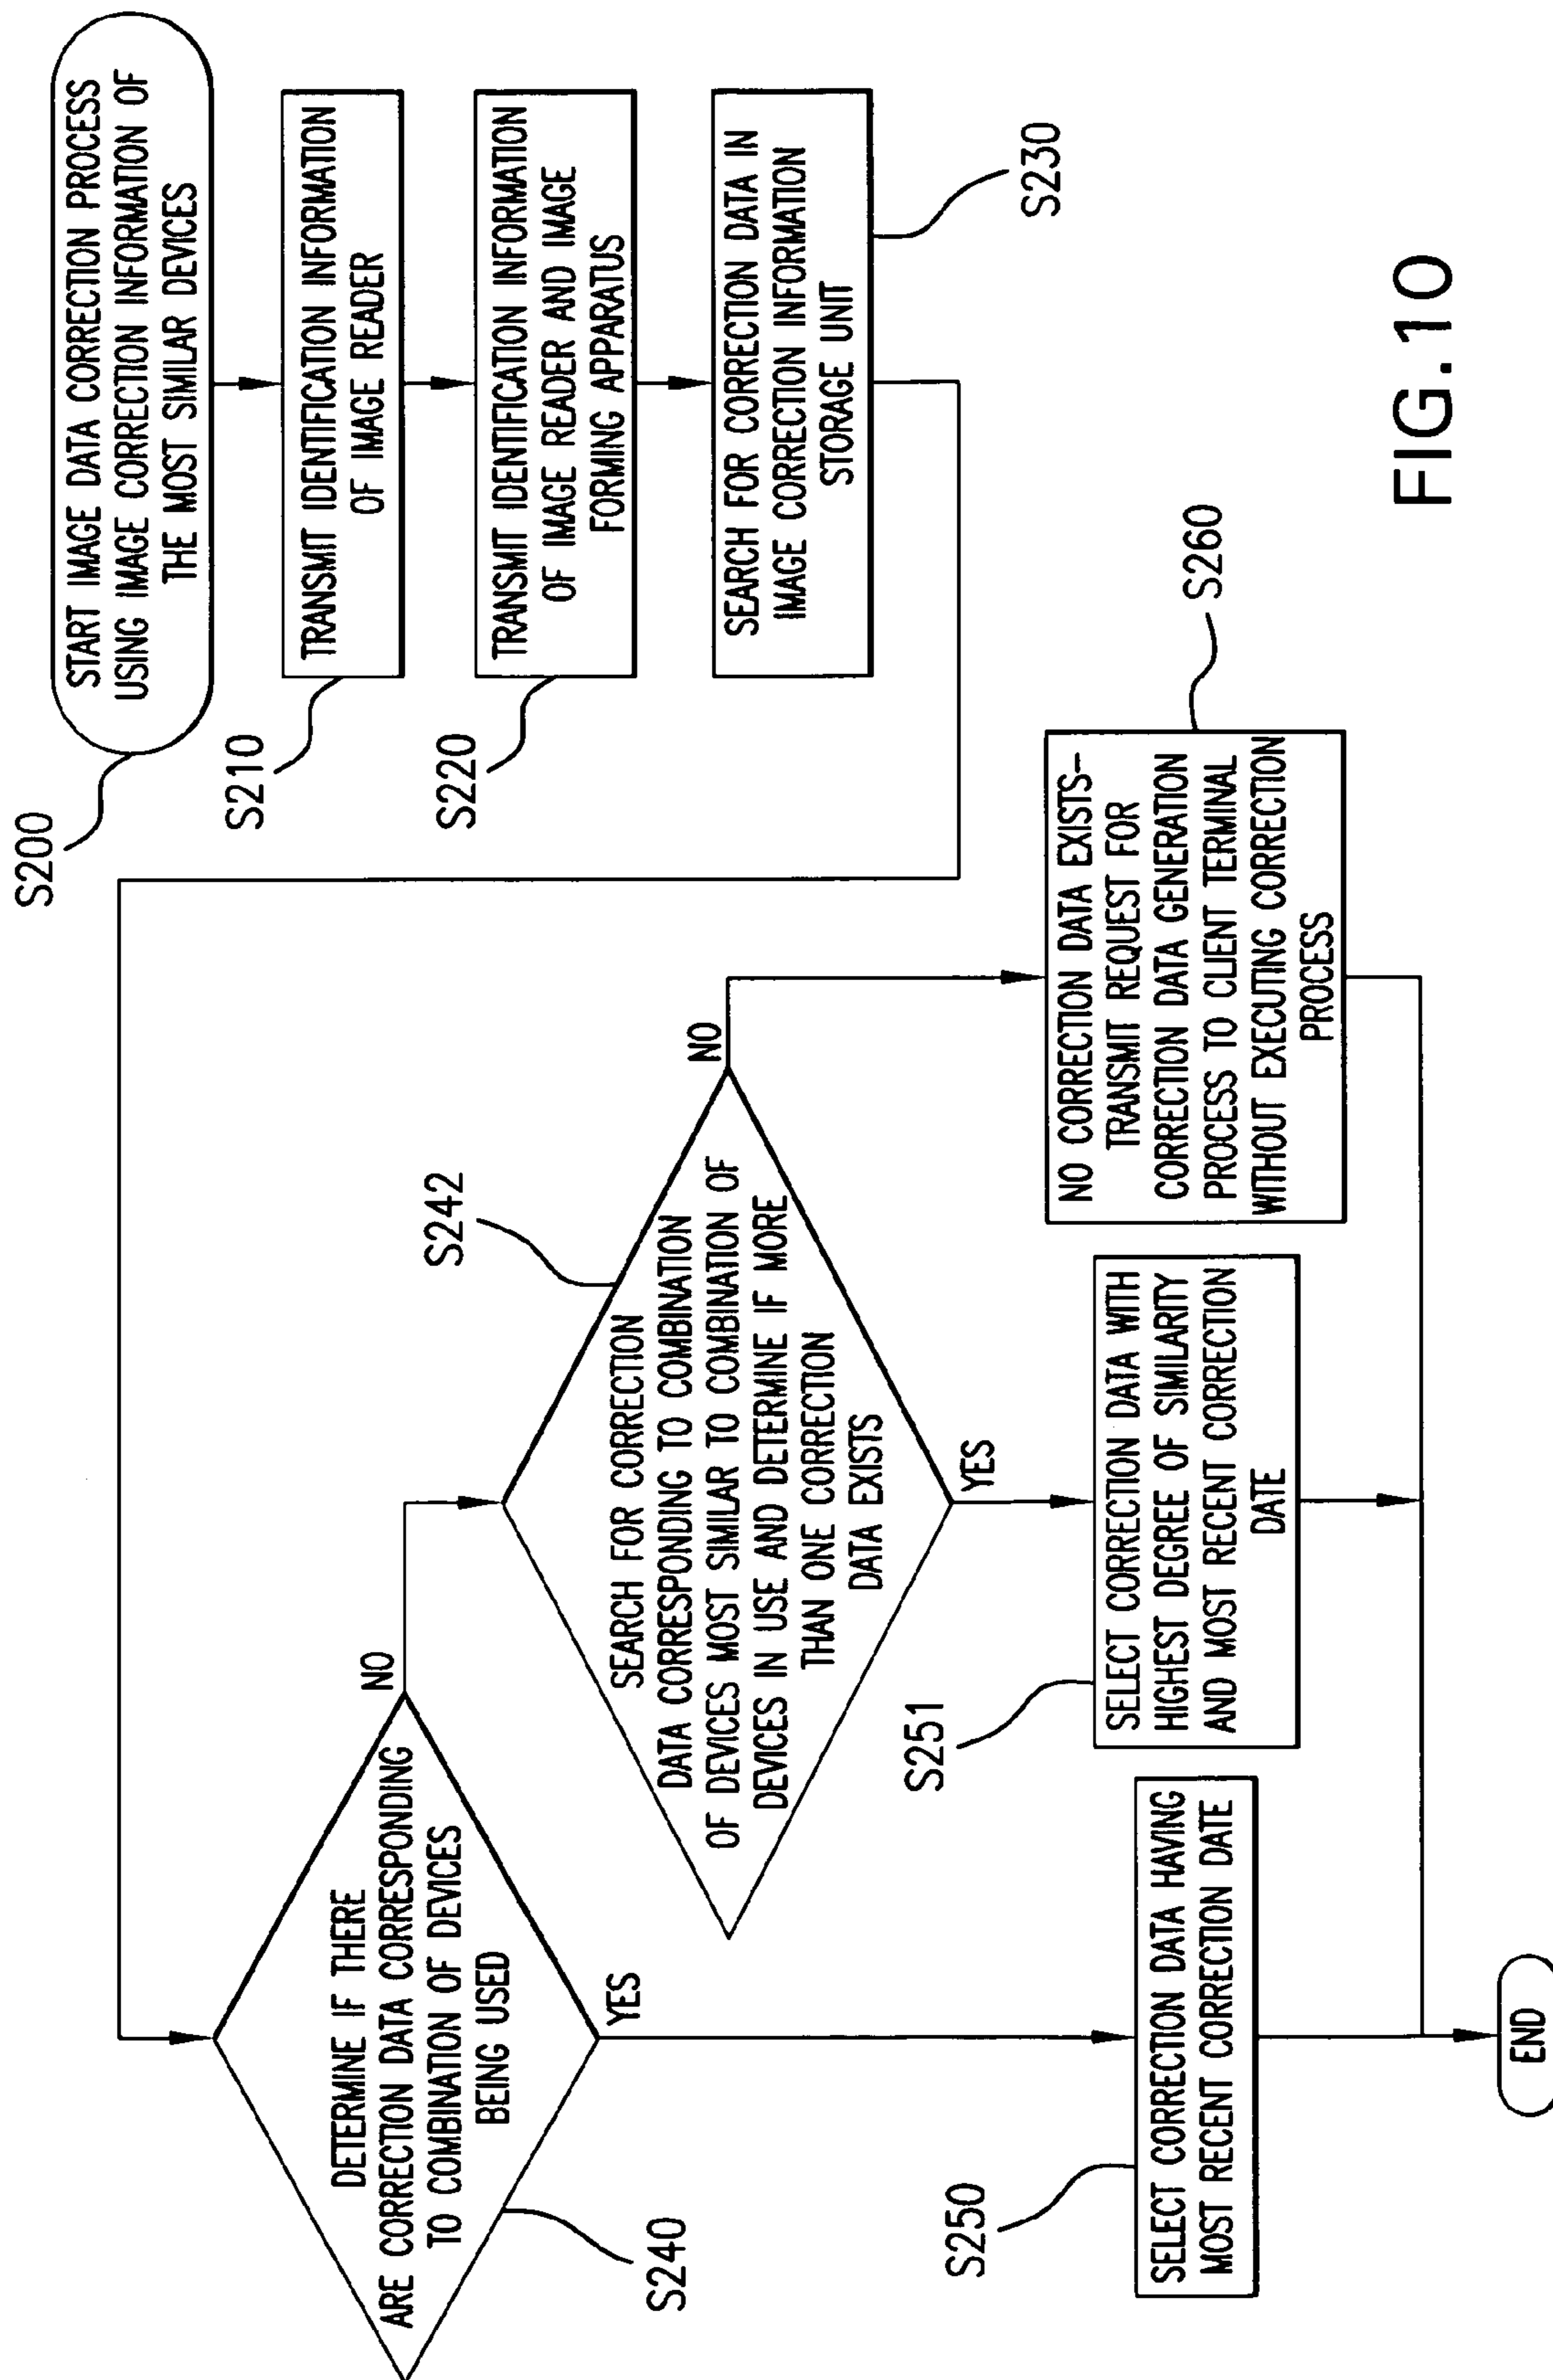 START IMAGE DATA CORRECTION PROCESS
USING IMAGE CORRECTION INFORMATION OF
THE MOST SIMILAR DEVICES
S200
TRANSMIT IDENTIFICATION INFORMATION
OF IMAGE READER
S210
TRANSMIT IDENTIFICATION INFORMATION
OF IMAGE READER AND IMAGE
FORMING APPARATUS
S220
SEARCH FOR CORRECTION DATA IN
IMAGE CORRECTION INFORMATION
STORAGE UNIT
S230
DETERMINE IF THERE
ARE CORRECTION DATA CORRESPONDING
TO COMBINATION OF DEVICES
BEING USED
S240
NO
YES
SEARCH FOR CORRECTION
DATA CORRESPONDING TO COMBINATION
OF DEVICES MOST SIMILAR TO COMBINATION OF
DEVICES IN USE AND DETERMINE IF MORE
THAN ONE CORRECTION
DATA EXISTS
S242
NO
YES
SELECT CORRECTION DATA HAVING
MOST RECENT CORRECTION DATE
S250
SELECT CORRECTION DATA WITH
HIGHEST DEGREE OF SIMILARITY
AND MOST RECENT CORRECTION
DATE
S251
NO CORRECTION DATA EXISTS-
TRANSMIT REQUEST FOR
CORRECTION DATA GENERATION
PROCESS TO CLIENT TERMINAL
WITHOUT EXECUTING CORRECTION
PROCESS
S260
END
FIG.10